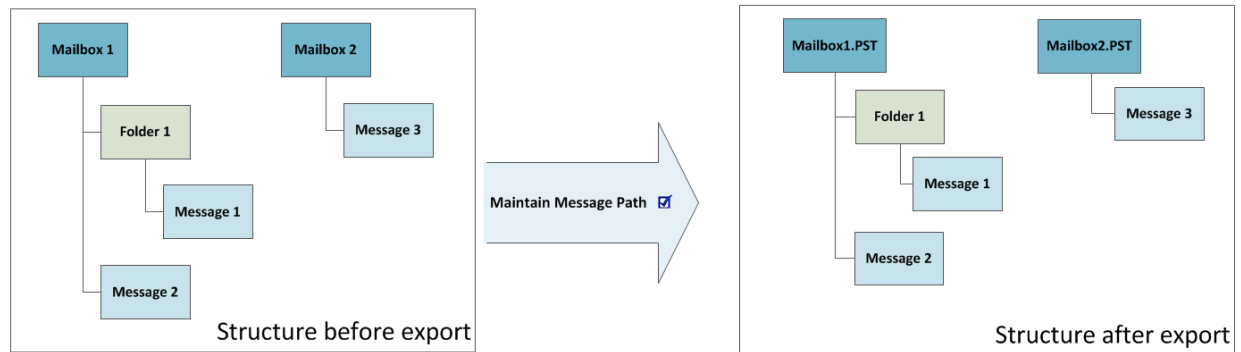 Mailbox 1
Mailbox 2
Folder 1
Message 3
Message 1
Message 2
Structure before export
Maintain Message Path
Mailbox1.PST
Mailbox2.PST
Folder 1
Message 3
Message 1
Message 2
Structure after export